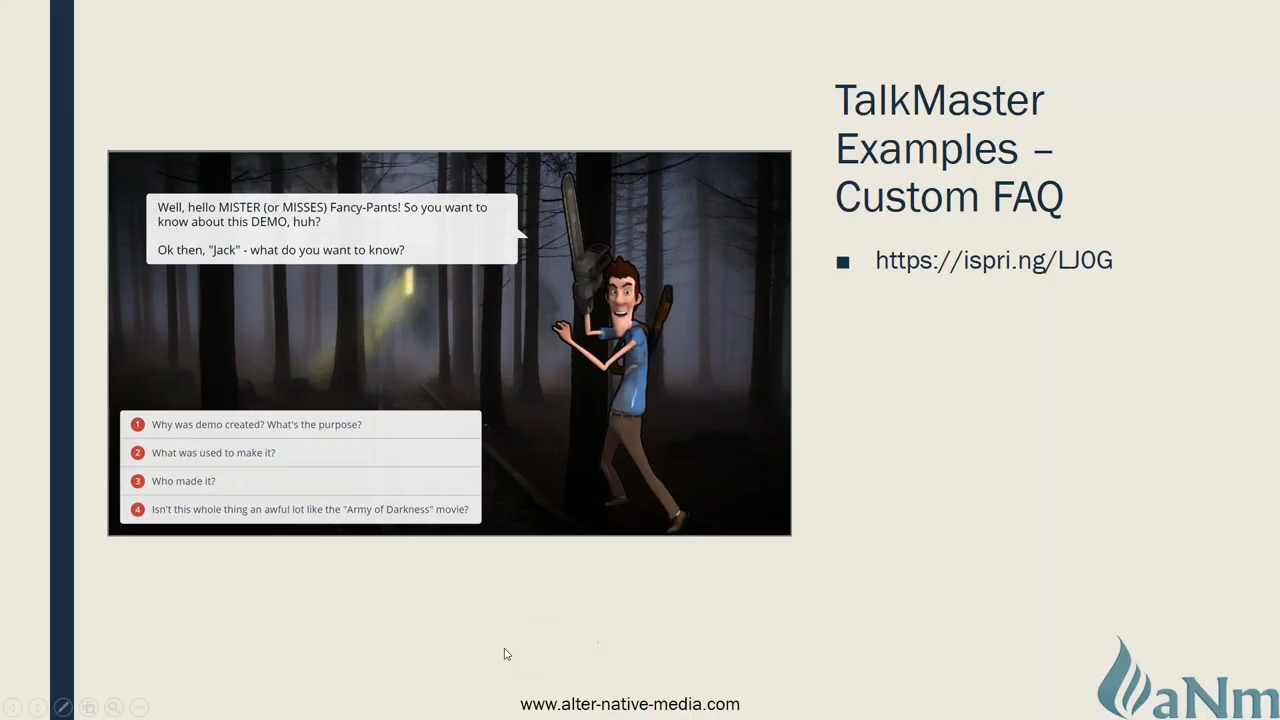 TalkMaster
Examples –
Custom FAQ
■ https://ispri.ng/LJ0G
Well, hello MISTER (or MISSES) Fancy-Pants! So you want to
know about this DEMO, huh?
Ok then, "Jack" - what do you want to know?
1 Why was demo created? What's the purpose?
2 What was used to make it?
3 Who made it?
4 Isn't this whole thing an awful lot like the "Army of Darkness" movie?
www.alter-native-media.com
aNm